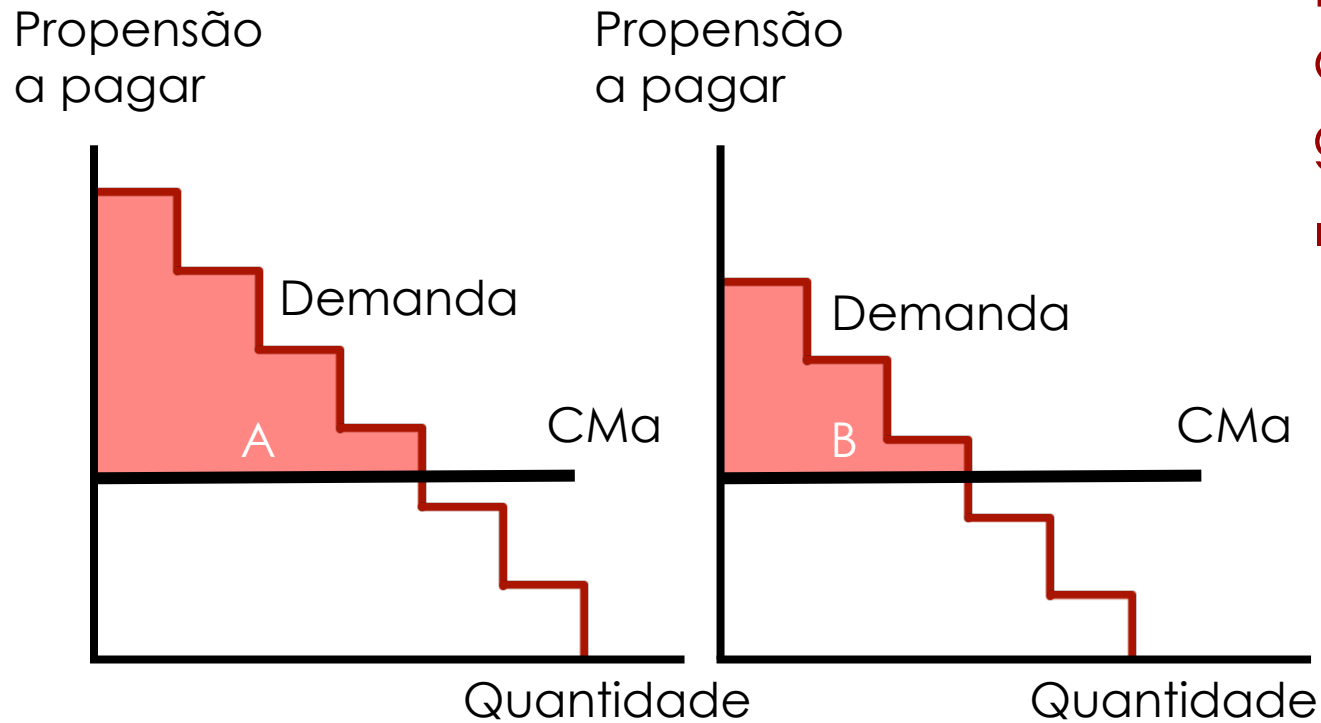 Propensão
a pagar
Demanda
A
CMa
Quantidade
Propensão
a pagar
Demanda
B
CMa
Quantidade